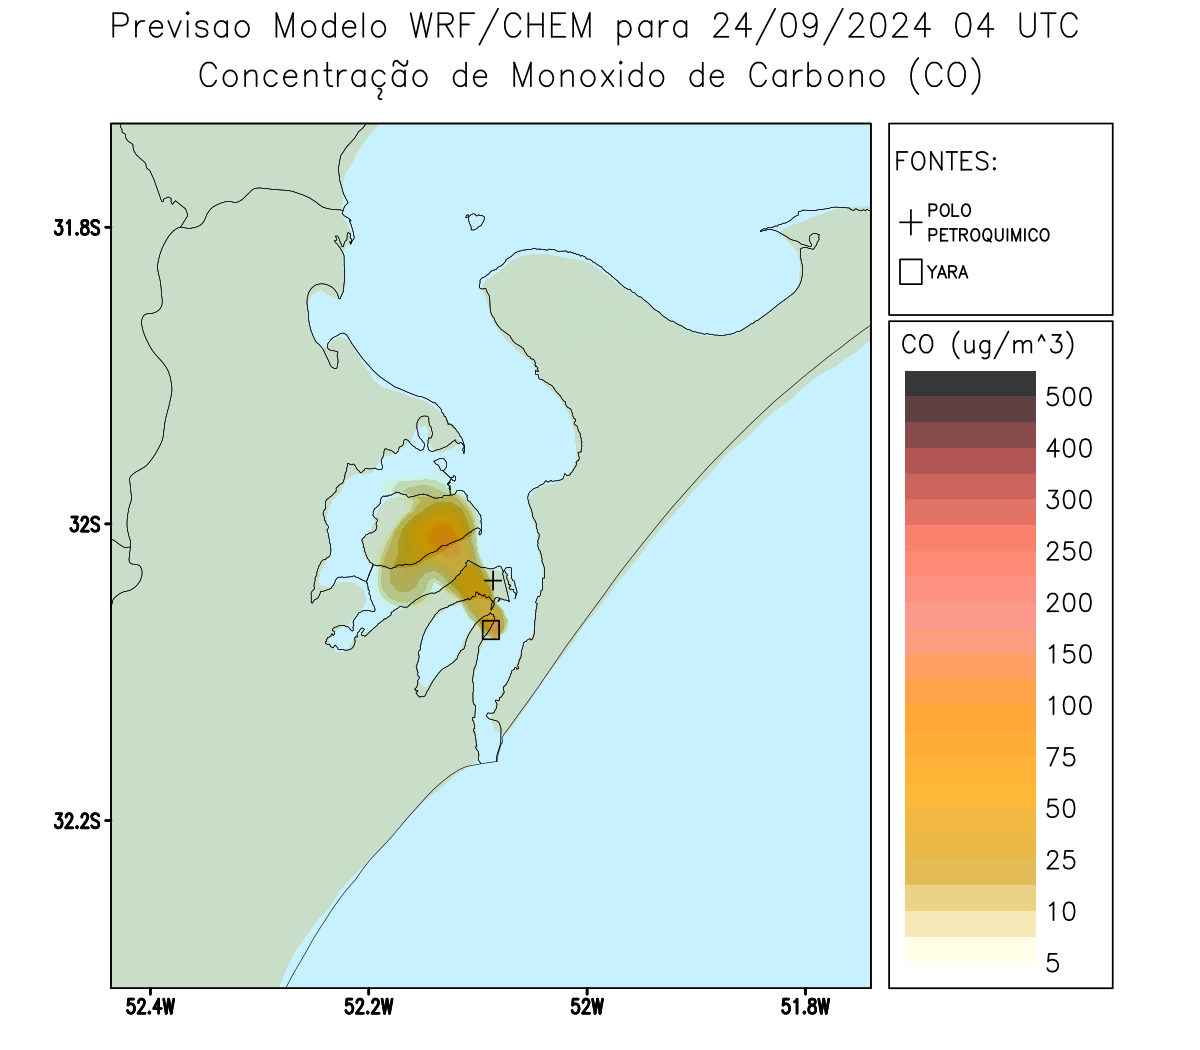 Previsao Modelo WRF/CHEM para 24/09/2024 04 UTC
Concentração de Monoxido de Carbono (CO)
FONTES:
POLO
PETROQUIMICO
YARA
CO (ug/m^3)
500
400
300
250
200
150
100
75
50
25
10
5
31.8S
32S
32.2S
52.4W
52.2W
52W
51.8W